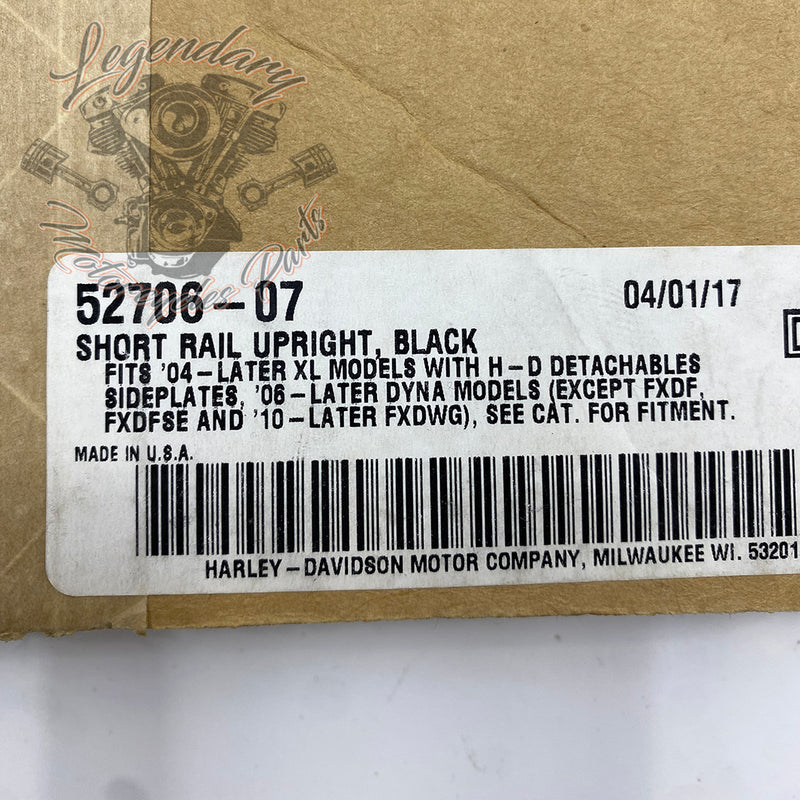 Legendary
Motorcycles Parts
52706-07 04/01/17
SHORT RAIL UPRIGHT, BLACK
FITS '04-LATER XL MODELS WITH H-D DETACHABLES
SIDEPLATES, '06-LATER DYNA MODELS (EXCEPT FXDF,
FXDFSE AND '10-LATER FXDWG), SEE CAT. FOR FITMENT.
MADE IN U.S.A.
HARLEY-DAVIDSON MOTOR COMPANY, MILWAUKEE WI. 53201